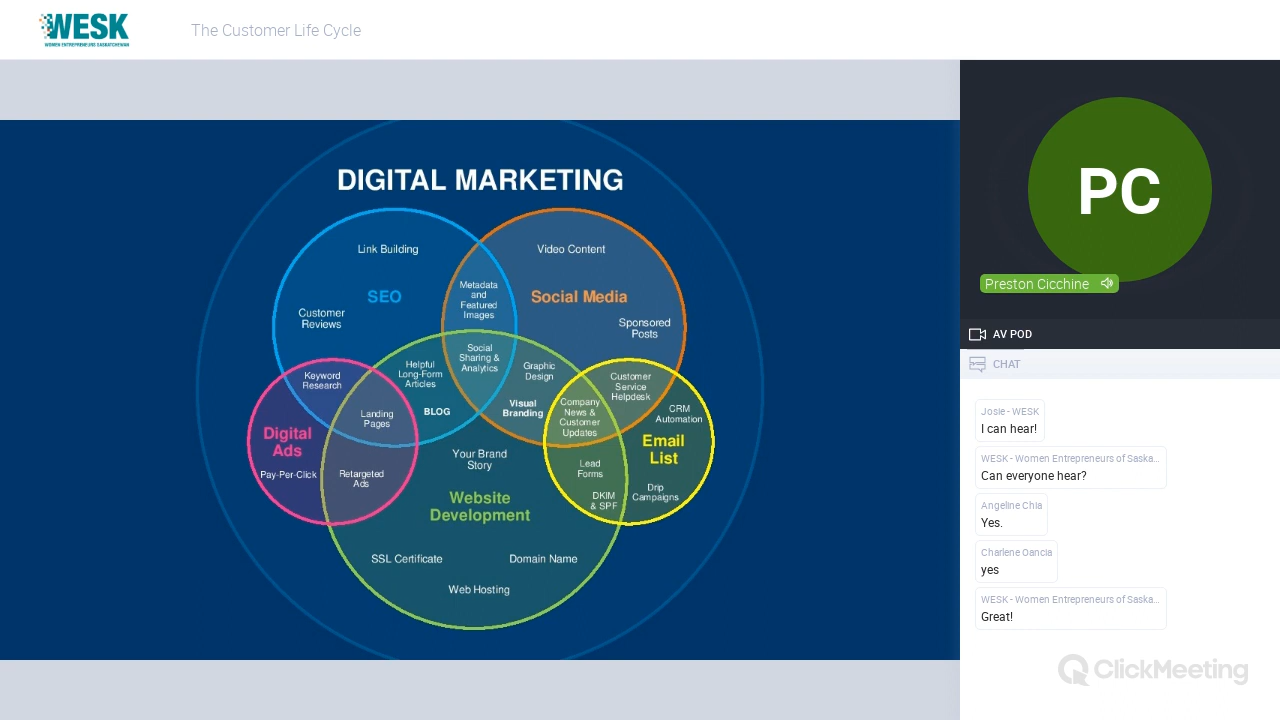 WESK
WOMEN ENTREPRENEURS SASKATCHEWAN
The Customer Life Cycle
DIGITAL MARKETING
Link Building
Video Content
SEO
Metadata
and
Featured
Images
Social Media
Customer
Reviews
Sponsored
Posts
Social
Sharing &
Analytics
Keyword
Research
Helpful
Long-Form
Articles
Graphic
Design
Customer
Service
Helpdesk
Landing
Pages
BLOG
Visual
Branding
Company
News &
Customer
Updates
CRM
Automation
Digital
Ads
Email
List
Your Brand
Story
Pay-Per-Click
Retargeted
Ads
Lead
Forms
Website
Development
DKIM
& SPF
Drip
Campaigns
SSL Certificate
Domain Name
Web Hosting
PC
Preston Cicchine
AV POD
CHAT
Josie - WESK
I can hear!
WESK - Women Entrepreneurs of Saska...
Can everyone hear?
Angeline Chia
Yes.
Charlene Oancia
yes
WESK - Women Entrepreneurs of Saska...
Great!
ClickMeeting